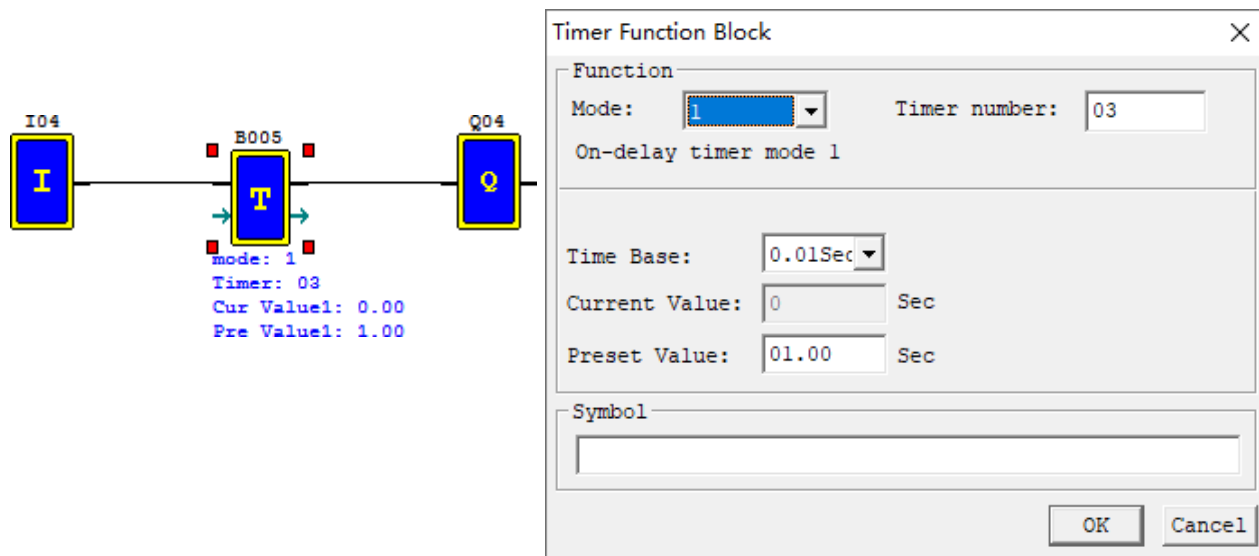 I04
I
B005
T
Q04
Q
mode: 1
Timer: 03
Cur Value1: 0.00
Pre Value1: 1.00
Timer Function Block
Function
Mode: 1 Timer number: 03
On-delay timer mode 1
Time Base: 0.01Sec
Current Value: 0 Sec
Preset Value: 01.00 Sec
Symbol
OK Cancel